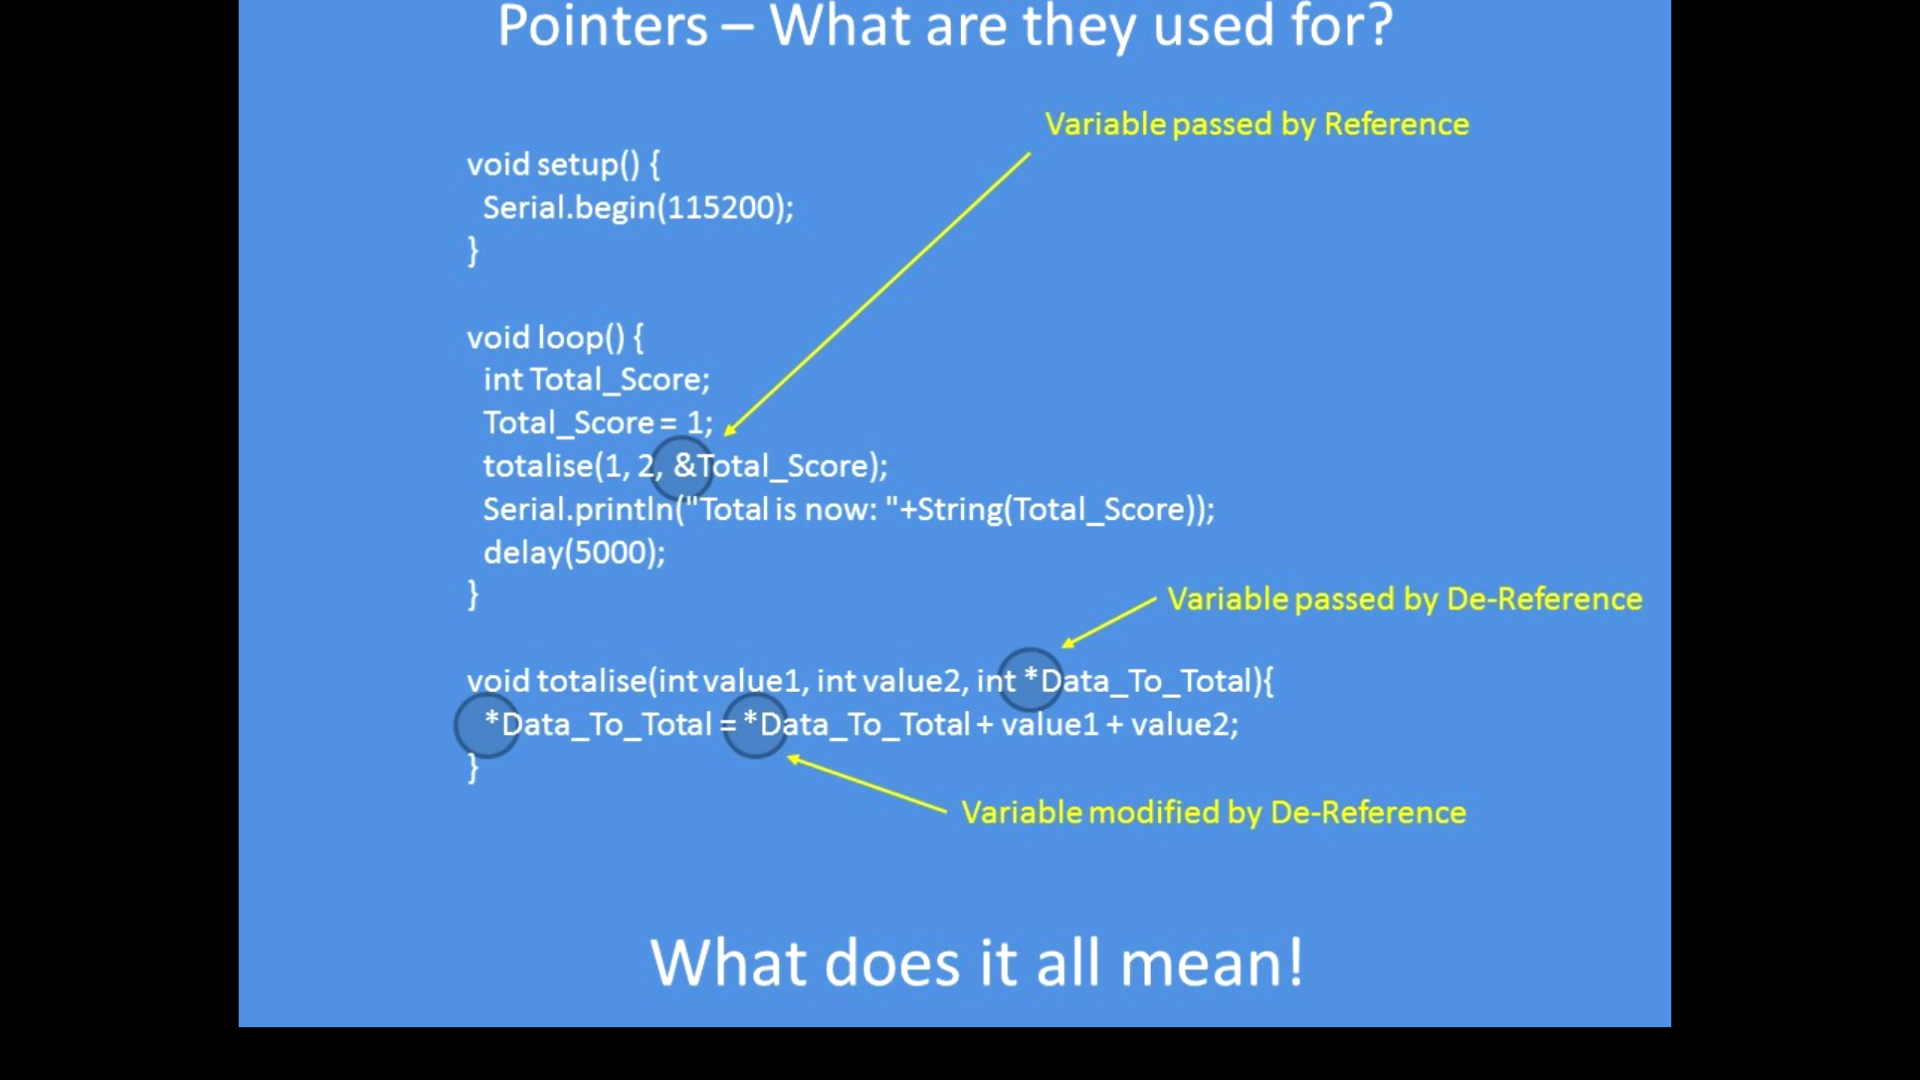 Pointers – What are they used for?
Variable passed by Reference
void setup() {
Serial.begin(115200);
}
void loop() {
int Total_Score;
Total_Score = 1;
totalise(1, 2, &Total_Score);
Serial.println("Total is now: "+String(Total_Score));
delay(5000);
}
Variable passed by De-Reference
void totalise(int value1, int value2, int *Data_To_Total){
*Data_To_Total = *Data_To_Total + value1 + value2;
}
Variable modified by De-Reference
What does it all mean!